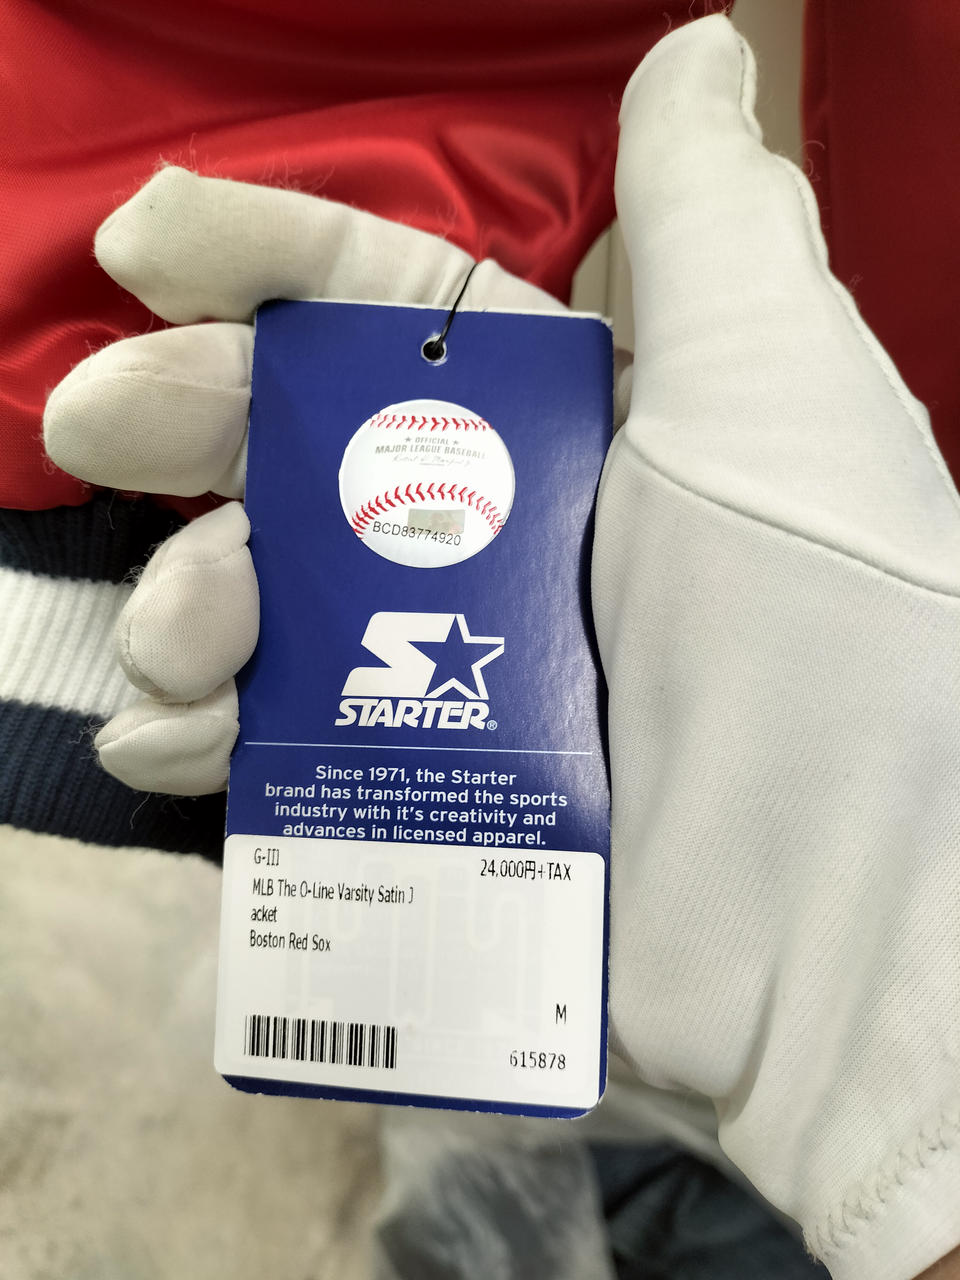 ★ OFFICIAL ★
MAJOR LEAGUE BASEBALL
BCD83774920
STARTER®
Since 1971, the Starter
brand has transformed the sports
industry with it's creativity and
advances in licensed apparel.
G-III
24,000円+TAX
MLB The O-Line Varsity Satin J
acket
Boston Red Sox
M
615878